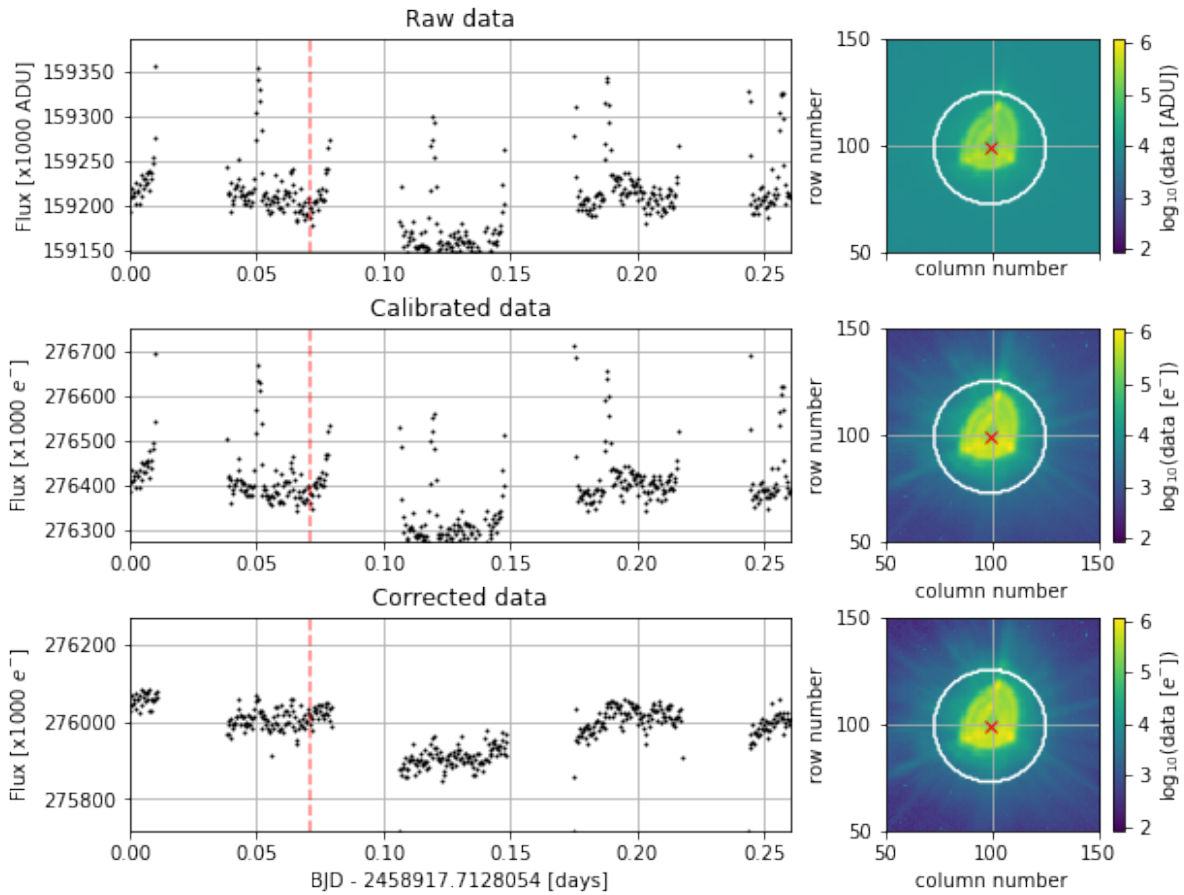 Raw data
Flux [x1000 ADU]
159350
159300
159250
159200
159150
0.00 0.05 0.10 0.15 0.20 0.25
row number
150
100
50
column number
6
5
4
3
2
log₁₀(data [ADU])
Calibrated data
Flux [x1000 e⁻]
276700
276600
276500
276400
276300
0.00 0.05 0.10 0.15 0.20 0.25
row number
150
100
50
50 100 150
column number
6
5
4
3
2
log₁₀(data [e⁻])
Corrected data
Flux [x1000 e⁻]
276200
276000
275800
0.00 0.05 0.10 0.15 0.20 0.25
BJD - 2458917.7128054 [days]
row number
150
100
50
50 100 150
column number
6
5
4
3
2
log₁₀(data [e⁻])